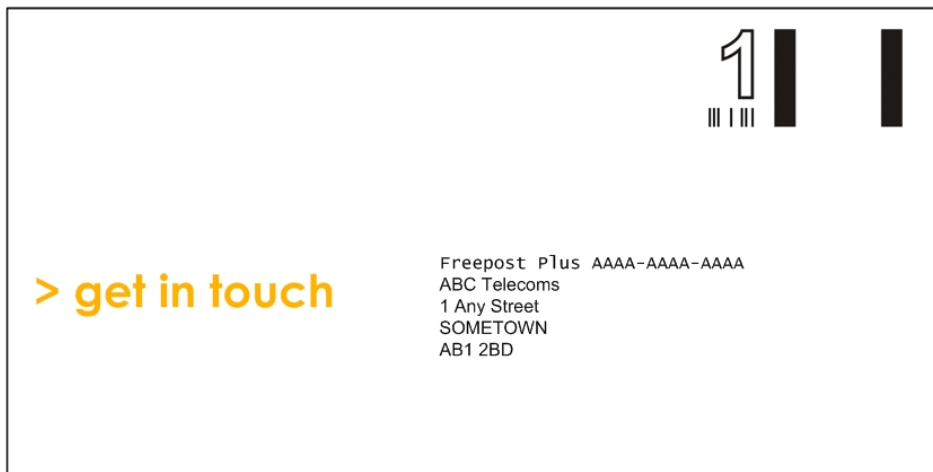 1
> get in touch
Freepost Plus AAAA-AAAA-AAAA
ABC Telecoms
1 Any Street
SOMETOWN
AB1 2BD